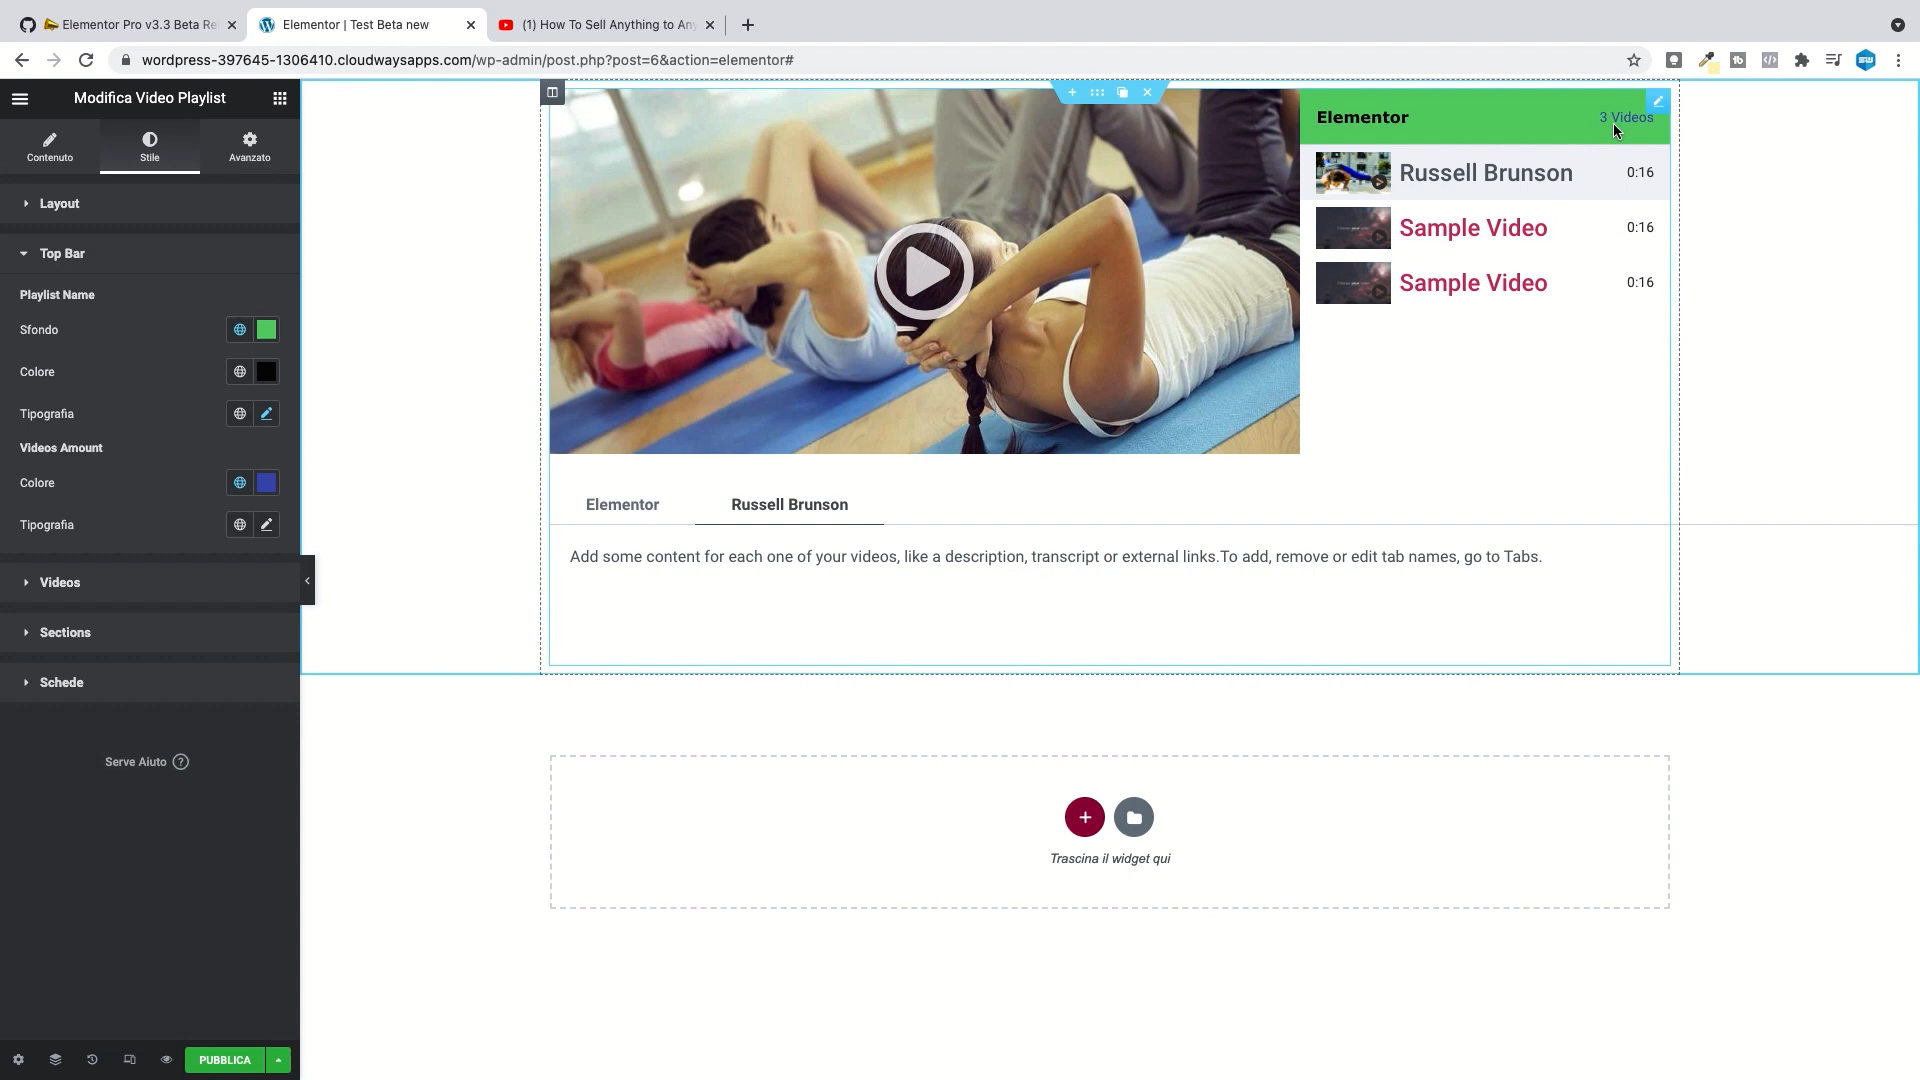 Elementor Pro v3.3 Beta Re
Elementor | Test Beta new
(1) How To Sell Anything to An
wordpress-397645-1306410.cloudwaysapps.com/wp-admin/post.php?post=6&action=elementor#
Modifica Video Playlist
Contenuto
Stile
Avanzato
Layout
Top Bar
Playlist Name
Sfondo
Colore
Tipografia
Videos Amount
Colore
Tipografia
Videos
Sections
Schede
Serve Aiuto ?
PUBBLICA
Elementor
3 Videos
Russell Brunson 0:16
Sample Video 0:16
Sample Video 0:16
Elementor
Russell Brunson
Add some content for each one of your videos, like a description, transcript or external links.To add, remove or edit tab names, go to Tabs.
Trascina il widget qui